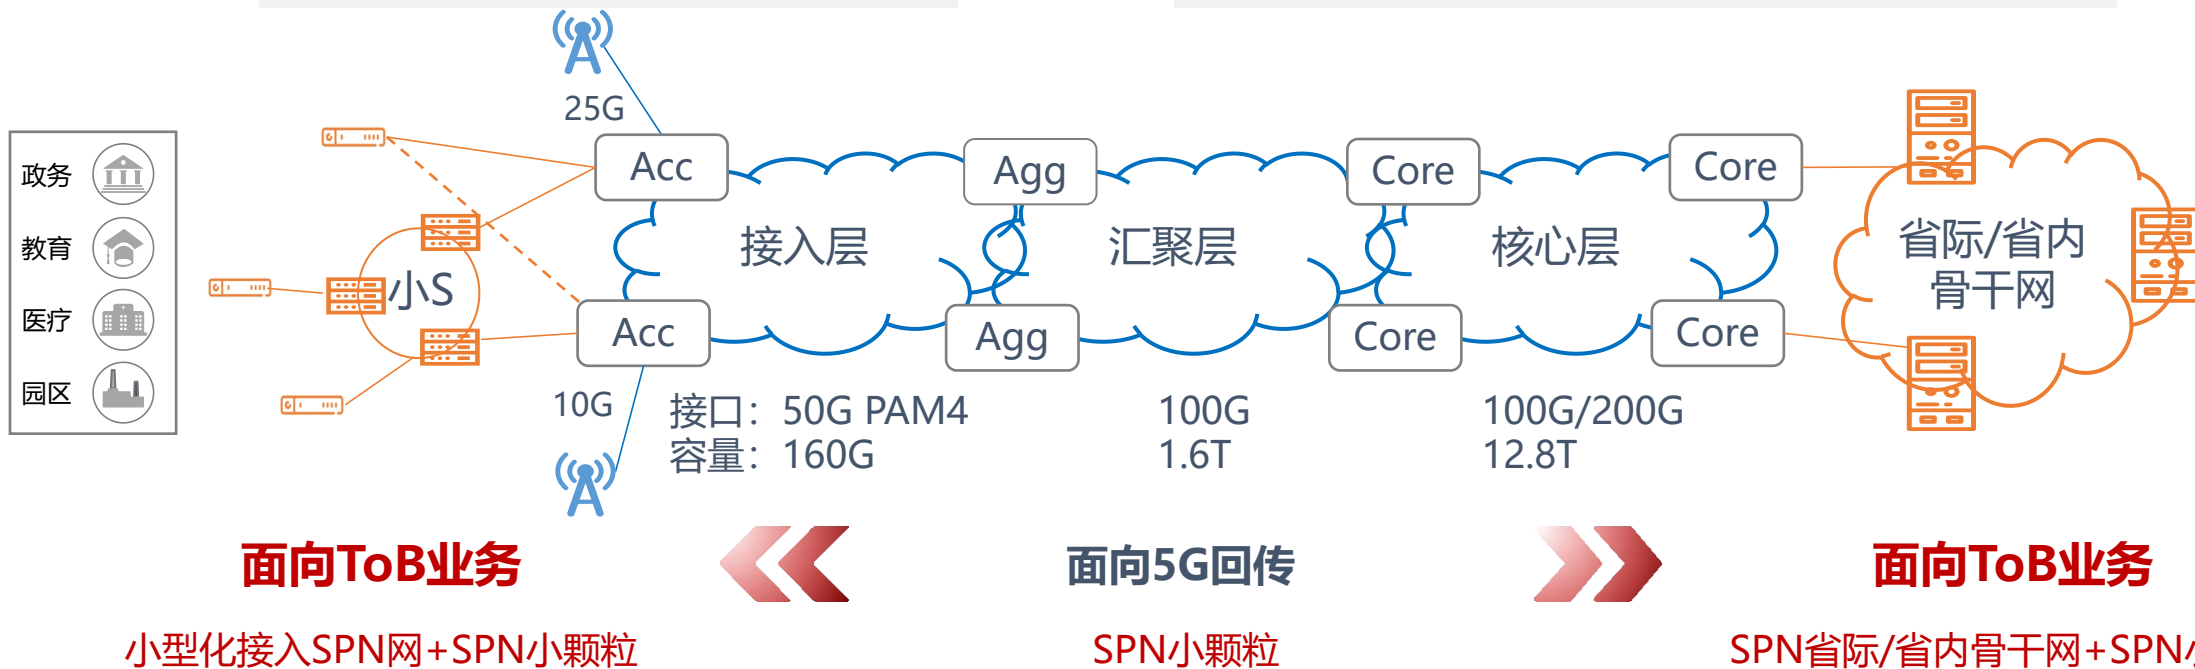 25G
政务
教育
医疗
园区
小S
Acc
Agg
Core
Core
接入层
汇聚层
核心层
省际/省内
骨干网
Acc
Agg
Core
Core
10G
接口：50G PAM4
容量：160G
100G
1.6T
100G/200G
12.8T
面向ToB业务
面向5G回传
面向ToB业务
小型化接入SPN网+SPN小颗粒
SPN小颗粒
SPN省际/省内骨干网+SPN